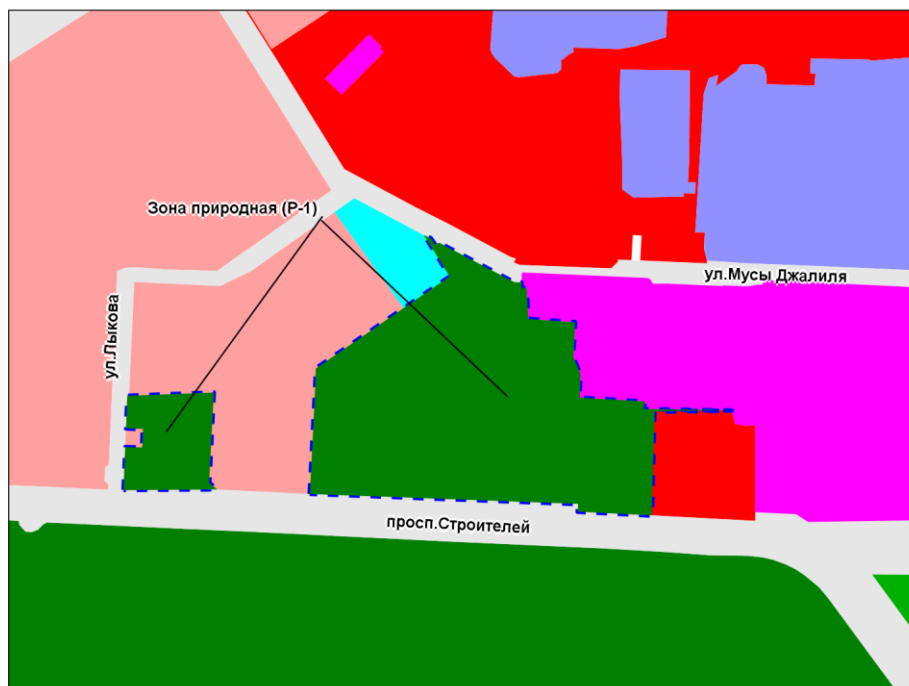 Зона природная (Р-1)
ул.Мусы Джалиля
ул.Лыкова
просп.Строителей